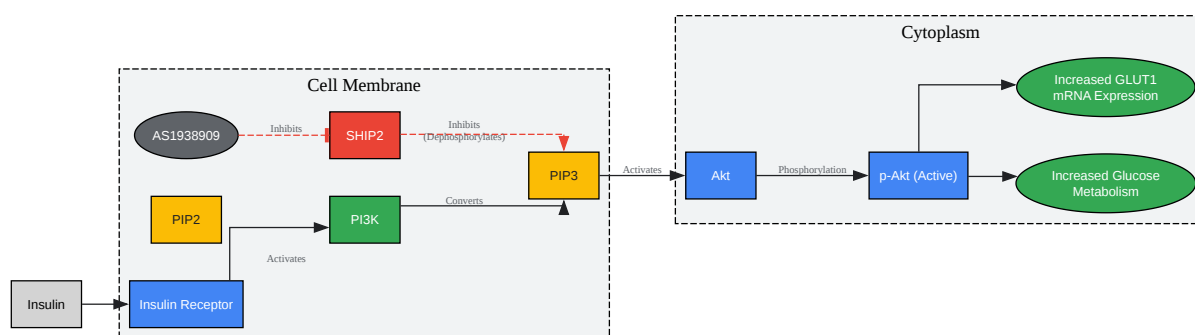 Cytoplasm
Cell Membrane
Increased GLUT1
mRNA Expression
AS1938909
Inhibits
SHIP2
Inhibits
(Dephosphorylates)
PIP3
Activates
Akt
Phosphorylation
p-Akt (Active)
Increased Glucose
Metabolism
PIP2
PI3K
Converts
Activates
Insulin
Insulin Receptor